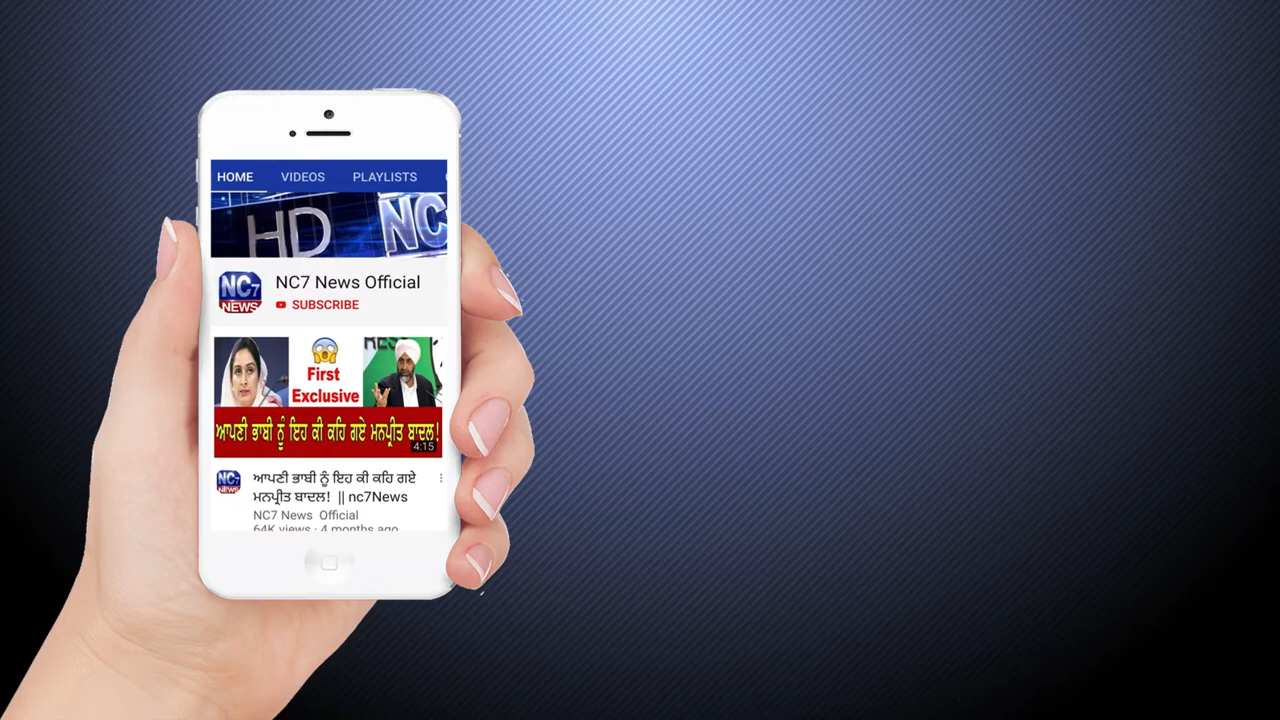 HOME VIDEOS PLAYLISTS
HD NC
NC7 NEWS
NC7 News Official
SUBSCRIBE
First
Exclusive
ਆਪਣੀ ਭਾਬੀ ਨੂੰ ਇਹ ਕੀ ਕਹਿ ਗਏ ਮਨਪ੍ਰੀਤ ਬਾਦਲ!
4:15
NC7 NEWS
ਆਪਣੀ ਭਾਬੀ ਨੂੰ ਇਹ ਕੀ ਕਹਿ ਗਏ
ਮਨਪ੍ਰੀਤ ਬਾਦਲ! || nc7News
NC7 News Official
64K views · 4 months ago